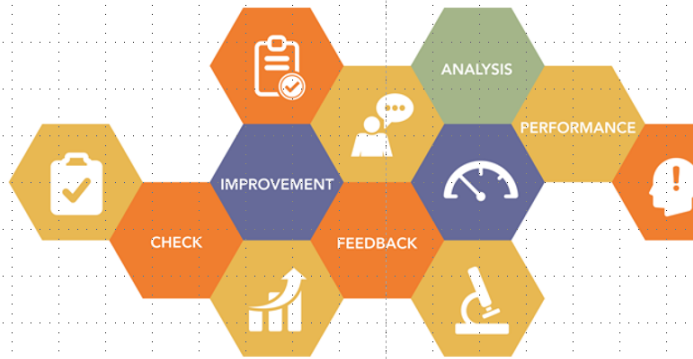 ANALYSIS
PERFORMANCE
IMPROVEMENT
CHECK
FEEDBACK